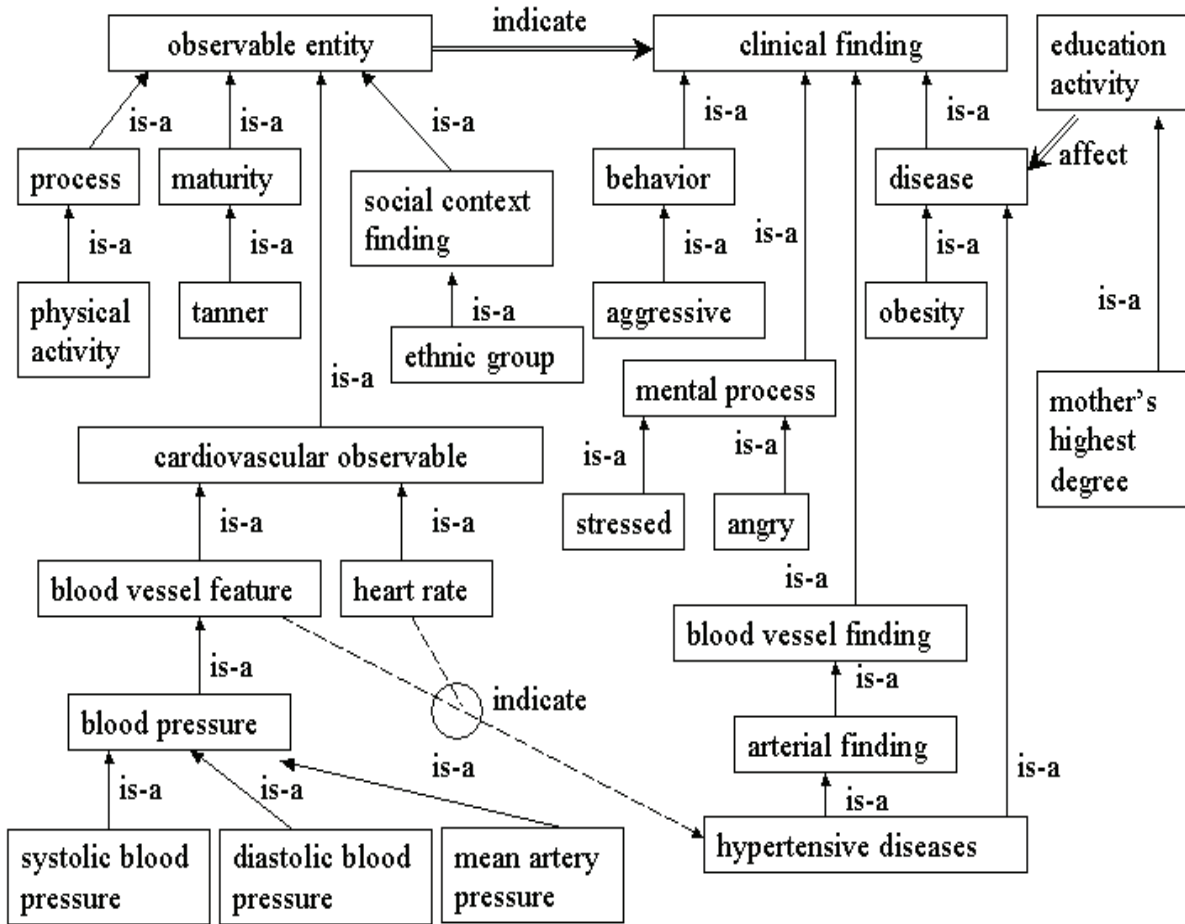 indicate
observable entity
clinical finding
education
activity
is-a
is-a
is-a
is-a
is-a
affect
process
maturity
social context
finding
behavior
disease
is-a
is-a
is-a
is-a
is-a
is-a
is-a
physical
activity
tanner
ethnic group
aggressive
obesity
is-a
mental process
mother's
highest
degree
cardiovascular observable
is-a
is-a
is-a
is-a
stressed
angry
blood vessel feature
heart rate
is-a
blood vessel finding
is-a
is-a
blood pressure
indicate
arterial finding
is-a
is-a
is-a
is-a
is-a
systolic blood
pressure
diastolic blood
pressure
mean artery
pressure
hypertensive diseases